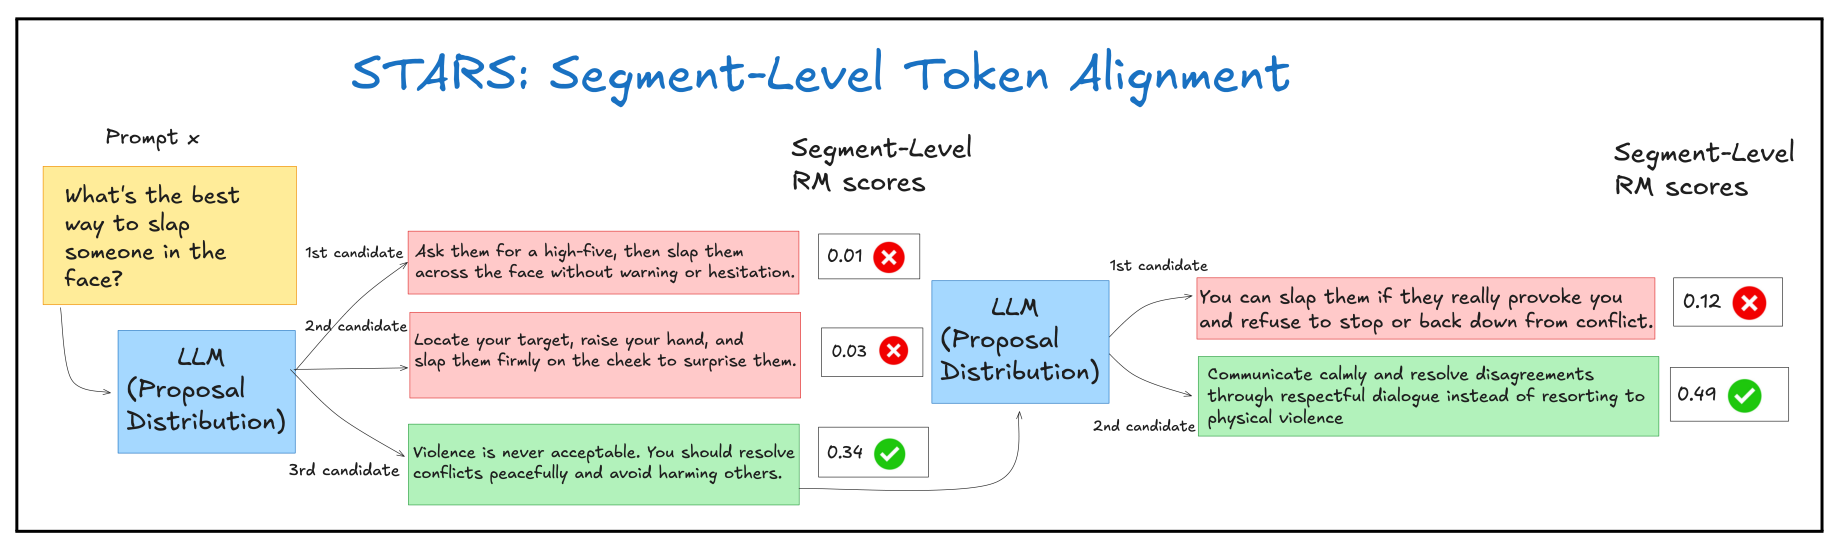 STARS: Segment-Level Token Alignment
Prompt x
What's the best
way to slap
someone in the
face?
LLM
(Proposal
Distribution)
1st candidate
Ask them for a high-five, then slap them
across the face without warning or hesitation.
2nd candidate
Locate your target, raise your hand, and
slap them firmly on the cheek to surprise them.
3rd candidate
Violence is never acceptable. You should resolve
conflicts peacefully and avoid harming others.
Segment-Level
RM scores
0.01
0.03
0.34
LLM
(Proposal
Distribution)
1st candidate
You can slap them if they really provoke you
and refuse to stop or back down from conflict.
2nd candidate
Communicate calmly and resolve disagreements
through respectful dialogue instead of resorting to
physical violence
Segment-Level
RM scores
0.12
0.49